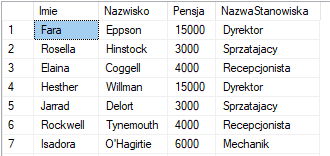 Imie Nazwisko Pensja NazwaStanowiska
1 Fara Eppson 15000 Dyrektor
2 Rosella Hinstock 3000 Sprzatajacy
3 Elaina Coggell 4000 Recepcjonista
4 Hesther Willman 15000 Dyrektor
5 Jarrad Delort 3000 Sprzatajacy
6 Rockwell Tynemouth 4000 Recepcjonista
7 Isadora O'Hagirtie 6000 Mechanik